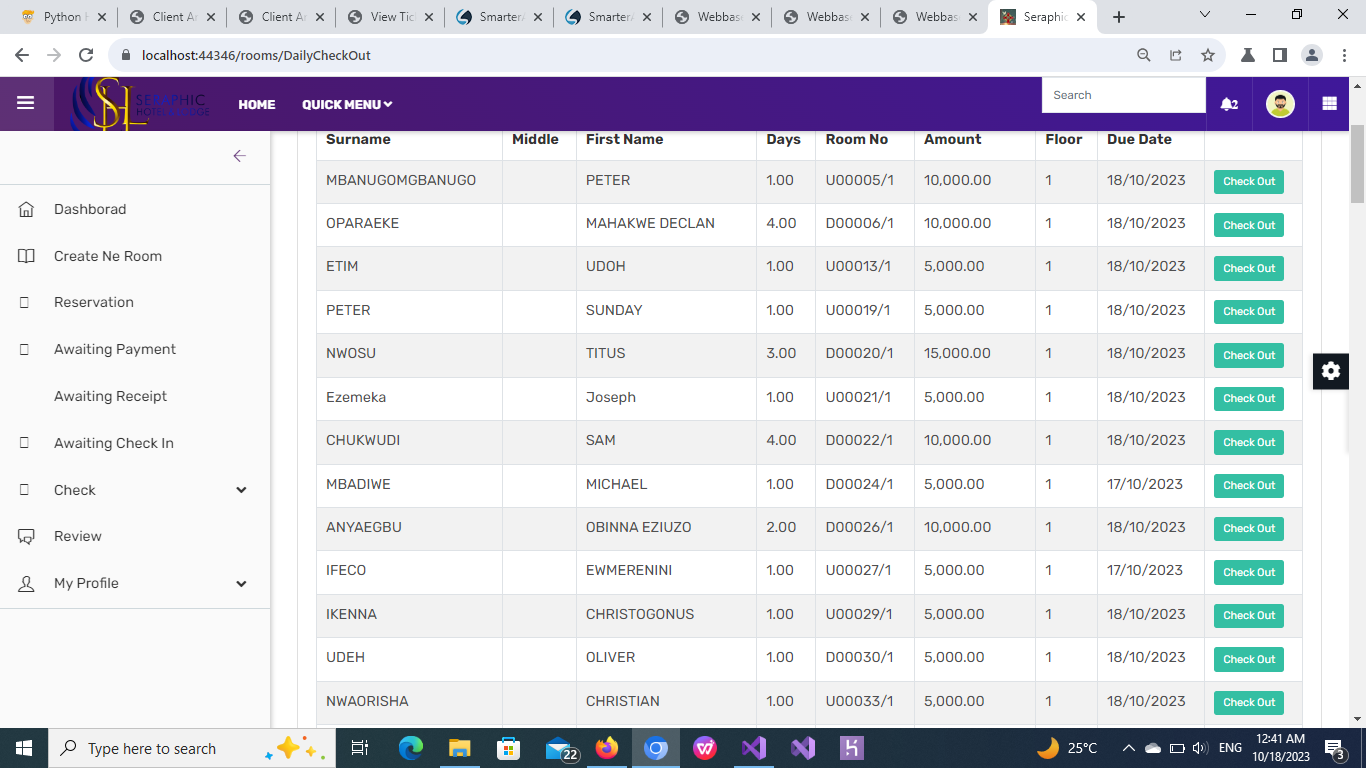 Python H
Client Ar
Client Ar
View Tic
SmarterA
SmarterA
Webbase
Webbase
Webbase
Seraphic
localhost:44346/rooms/DailyCheckOut
SERAPHIC
HOME
QUICK MENU
Search
2
Surname Middle First Name Days Room No Amount Floor Due Date
MBANUGOMGBANUGO PETER 1.00 U00005/1 10,000.00 1 18/10/2023 Check Out
OPARAEKE MAHAKWE DECLAN 4.00 D00006/1 10,000.00 1 18/10/2023 Check Out
ETIM UDOH 1.00 U00013/1 5,000.00 1 18/10/2023 Check Out
PETER SUNDAY 1.00 U00019/1 5,000.00 1 18/10/2023 Check Out
NWOSU TITUS 3.00 D00020/1 15,000.00 1 18/10/2023 Check Out
Ezemeka Joseph 1.00 U00021/1 5,000.00 1 18/10/2023 Check Out
CHUKWUDI SAM 4.00 D00022/1 10,000.00 1 18/10/2023 Check Out
MBADIWE MICHAEL 1.00 D00024/1 5,000.00 1 17/10/2023 Check Out
ANYAEGBU OBINNA EZIUZO 2.00 D00026/1 10,000.00 1 18/10/2023 Check Out
IFECO EWMERENINI 1.00 U00027/1 5,000.00 1 17/10/2023 Check Out
IKENNA CHRISTOGONUS 1.00 U00029/1 5,000.00 1 18/10/2023 Check Out
UDEH OLIVER 1.00 D00030/1 5,000.00 1 18/10/2023 Check Out
NWAORISHA CHRISTIAN 1.00 U00033/1 5,000.00 1 18/10/2023 Check Out
Dashborad
Create Ne Room
Reservation
Awaiting Payment
Awaiting Receipt
Awaiting Check In
Check
Review
My Profile
Type here to search
22
25°C
ENG
12:41 AM
10/18/2023
3